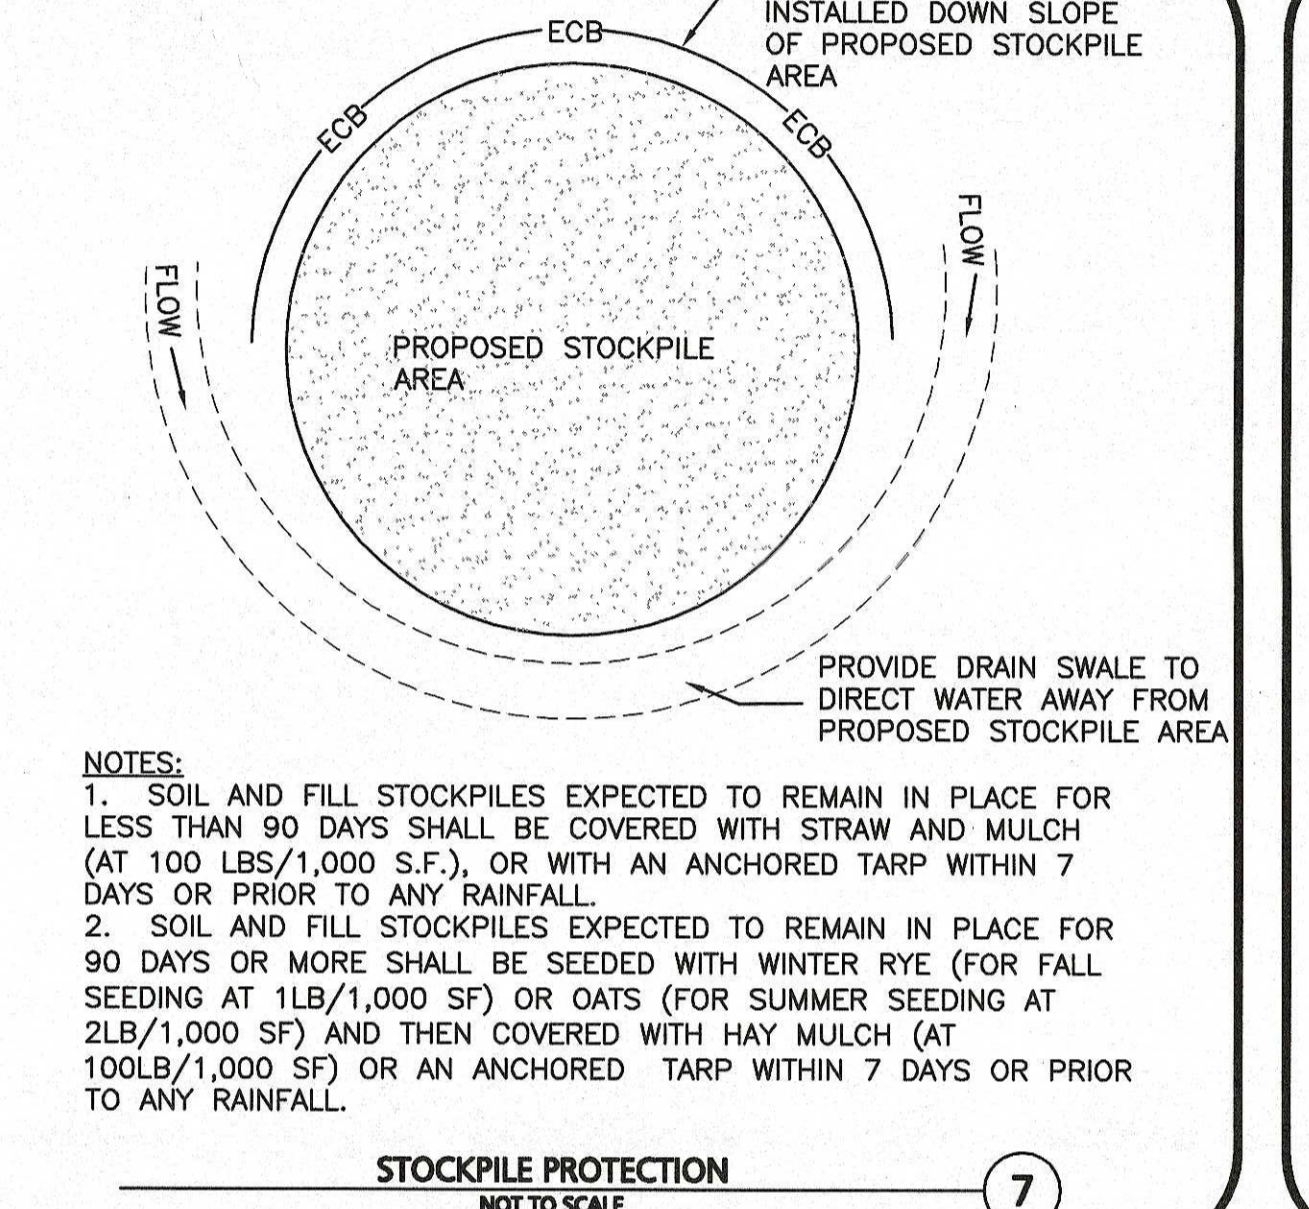 INSTALLED DOWN SLOPE
OF PROPOSED STOCKPILE
AREA
ECB
ECB
ECB
FLOW
FLOW
PROPOSED STOCKPILE
AREA
PROVIDE DRAIN SWALE TO
DIRECT WATER AWAY FROM
PROPOSED STOCKPILE AREA
NOTES:
1. SOIL AND FILL STOCKPILES EXPECTED TO REMAIN IN PLACE FOR
LESS THAN 90 DAYS SHALL BE COVERED WITH STRAW AND MULCH
(AT 100 LBS/1,000 S.F.), OR WITH AN ANCHORED TARP WITHIN 7
DAYS OR PRIOR TO ANY RAINFALL.
2. SOIL AND FILL STOCKPILES EXPECTED TO REMAIN IN PLACE FOR
90 DAYS OR MORE SHALL BE SEEDED WITH WINTER RYE (FOR FALL
SEEDING AT 1LB/1,000 SF) OR OATS (FOR SUMMER SEEDING AT
2LB/1,000 SF) AND THEN COVERED WITH HAY MULCH (AT
100LB/1,000 SF) OR AN ANCHORED TARP WITHIN 7 DAYS OR PRIOR
TO ANY RAINFALL.
STOCKPILE PROTECTION
NOT TO SCALE
7